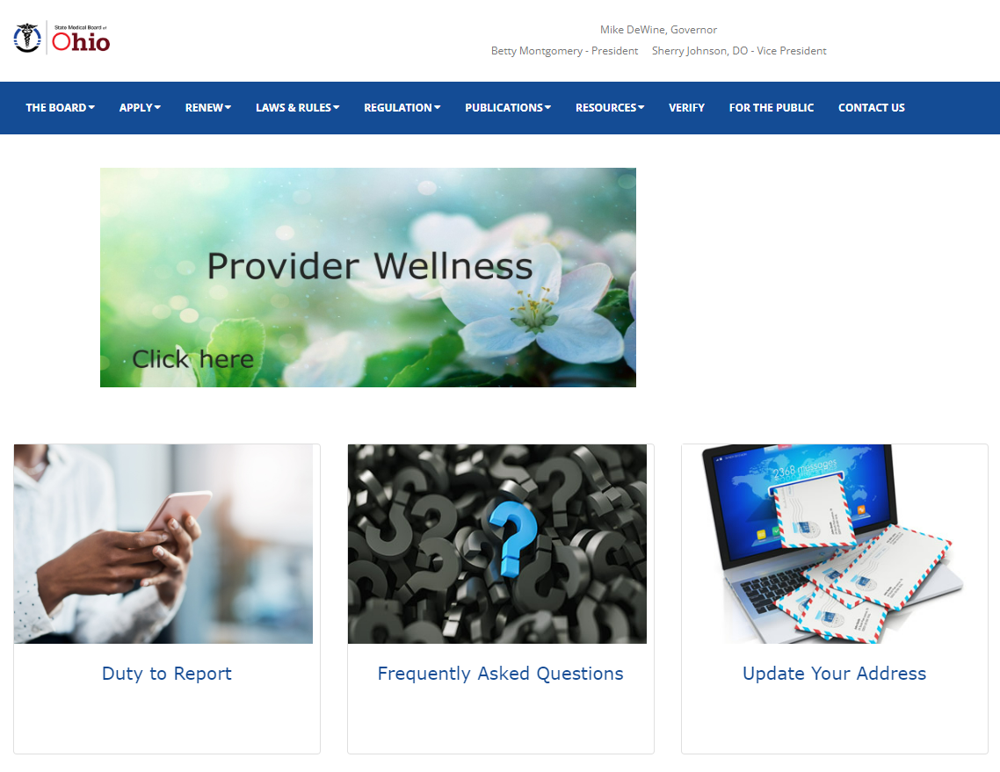 State Medical Board of
Ohio
Mike DeWine, Governor
Betty Montgomery - President Sherry Johnson, DO - Vice President
THE BOARD APPLY RENEW LAWS & RULES REGULATION PUBLICATIONS RESOURCES VERIFY FOR THE PUBLIC CONTACT US
Provider Wellness
Click here
2368 messages
Duty to Report
Frequently Asked Questions
Update Your Address